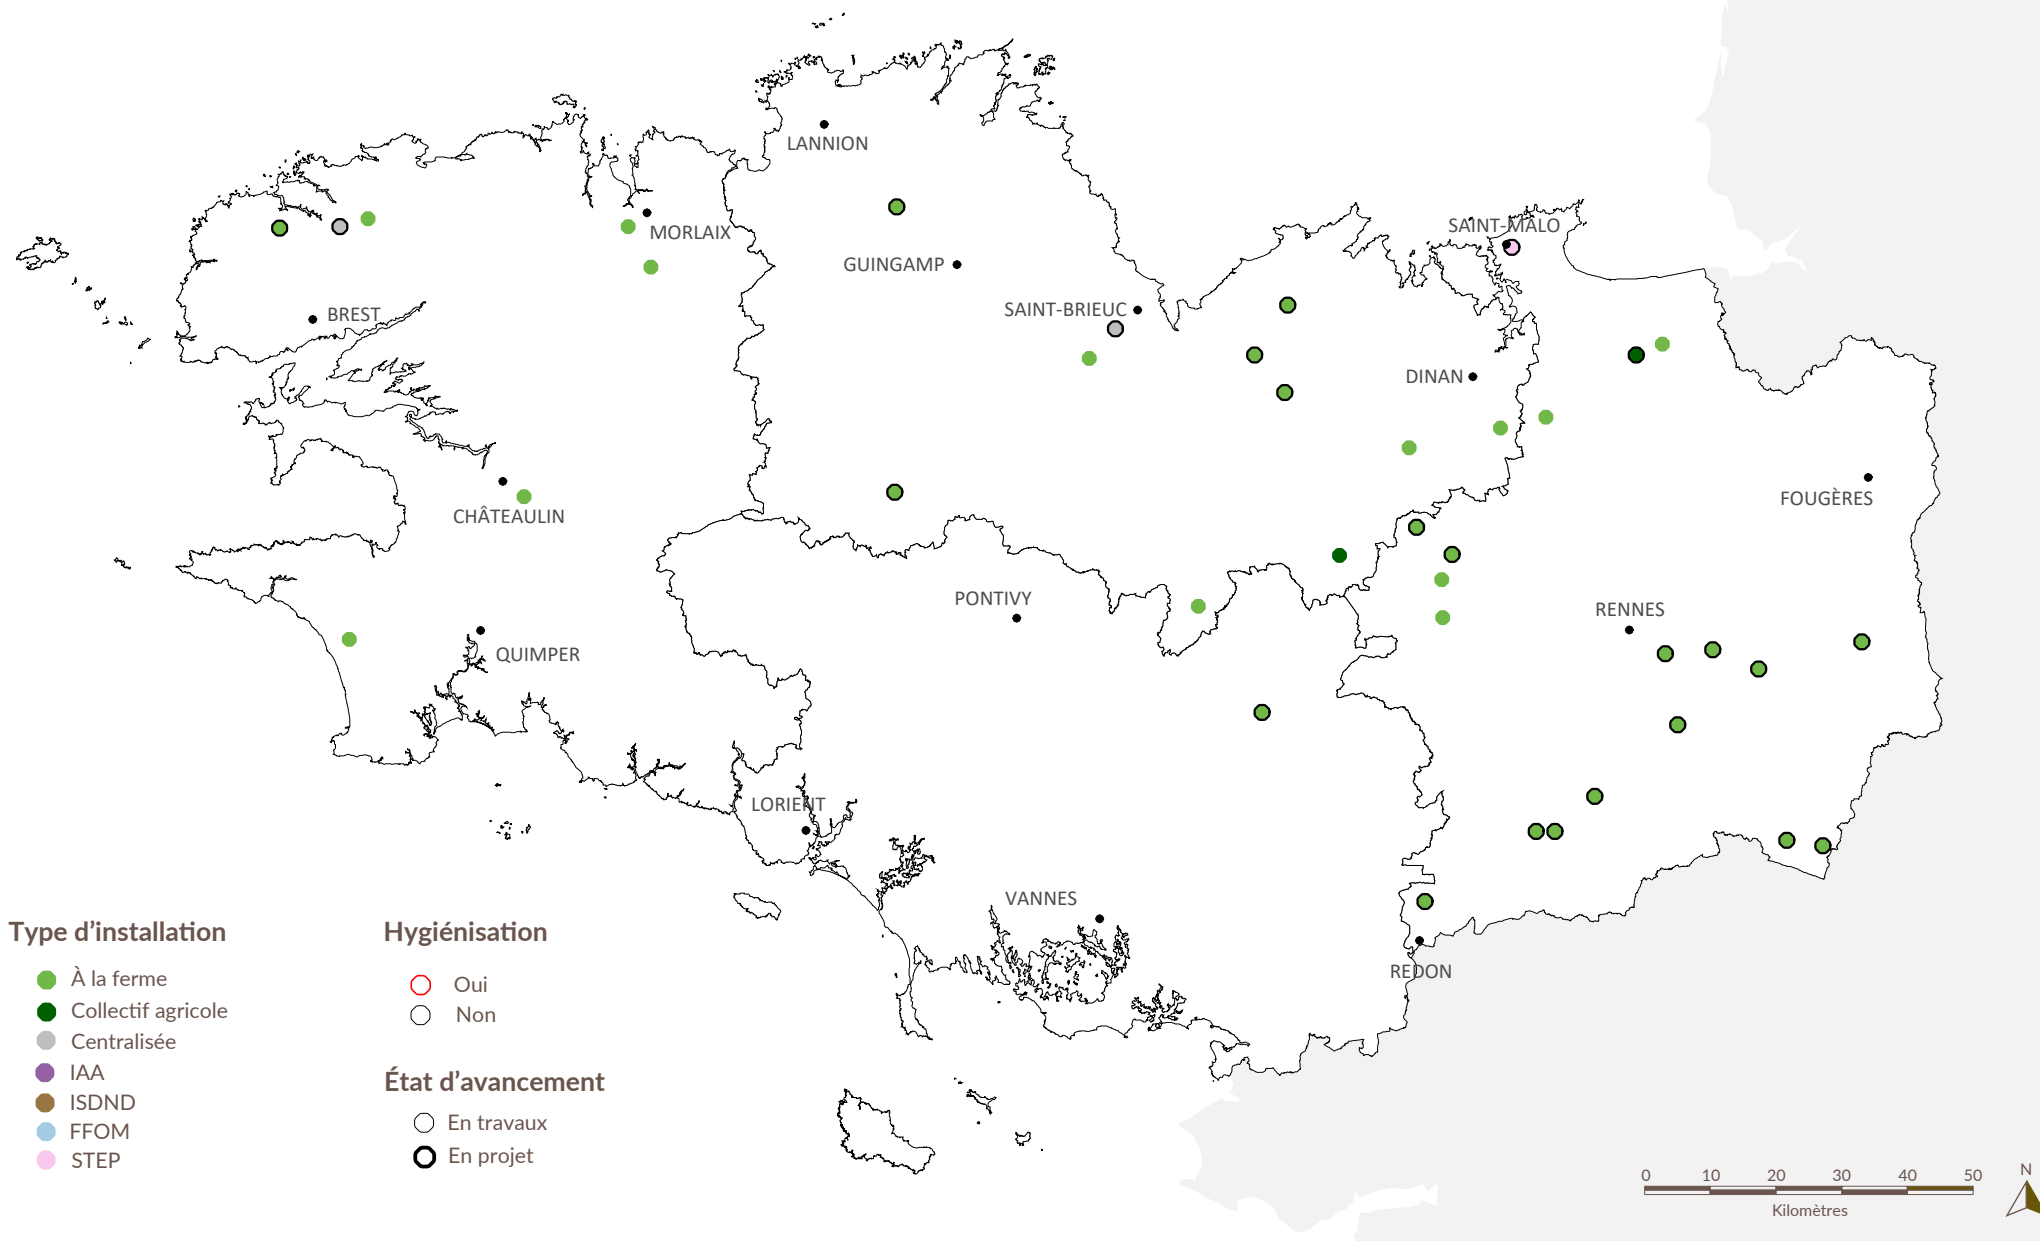 LANNION
SAINT-MALO
MORLAIX
GUINGAMP
SAINT-BRIEUC
BREST
DINAN
FOUGÈRES
CHÂTEAULIN
PONTIVY
RENNES
QUIMPER
LORIENT
VANNES
REDON
Type d’installation
À la ferme
Collectif agricole
Centralisée
IAA
ISDND
FFOM
STEP
Hygiénisation
Oui
Non
État d’avancement
En travaux
En projet
0 10 20 30 40 50
Kilomètres
N